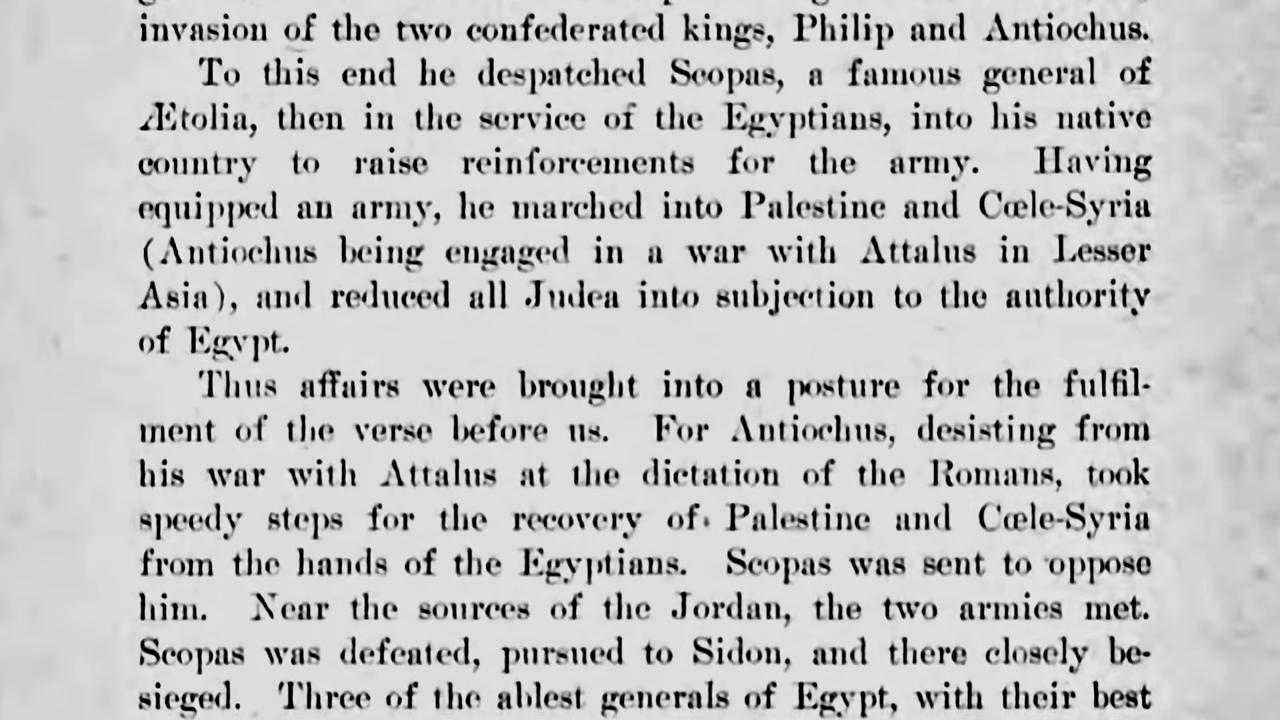 invasion of the two confederated kings, Philip and Antiochus.
To this end he despatched Scopas, a famous general of
Ætolia, then in the service of the Egyptians, into his native
country to raise reinforcements for the army. Having
equipped an army, he marched into Palestine and Cœle-Syria
(Antiochus being engaged in a war with Attalus in Lesser
Asia), and reduced all Judea into subjection to the authority
of Egypt.
Thus affairs were brought into a posture for the fulfil-
ment of the verse before us. For Antiochus, desisting from
his war with Attalus at the dictation of the Romans, took
speedy steps for the recovery of Palestine and Cœle-Syria
from the hands of the Egyptians. Scopas was sent to oppose
him. Near the sources of the Jordan, the two armies met.
Scopas was defeated, pursued to Sidon, and there closely be-
sieged. Three of the ablest generals of Egypt, with their best